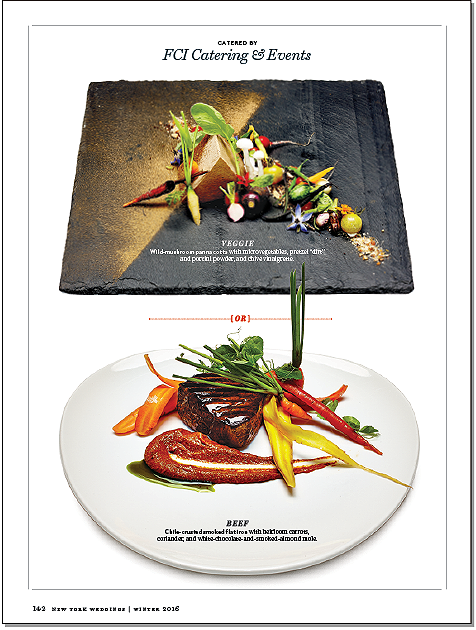 CATERED BY
FCI Catering & Events
VEGGIE
Wild-mushroom panna cotta with microvegetables, pretzel "dirt"
and porcini powder, and chive vinaigrette.
{OR}
BEEF
Chile-crusted smoked flatiron with heirloom carrots,
coriander, and white-chocolate-and-smoked-almond mole.
142 NEW YORK WEDDINGS | WINTER 2016